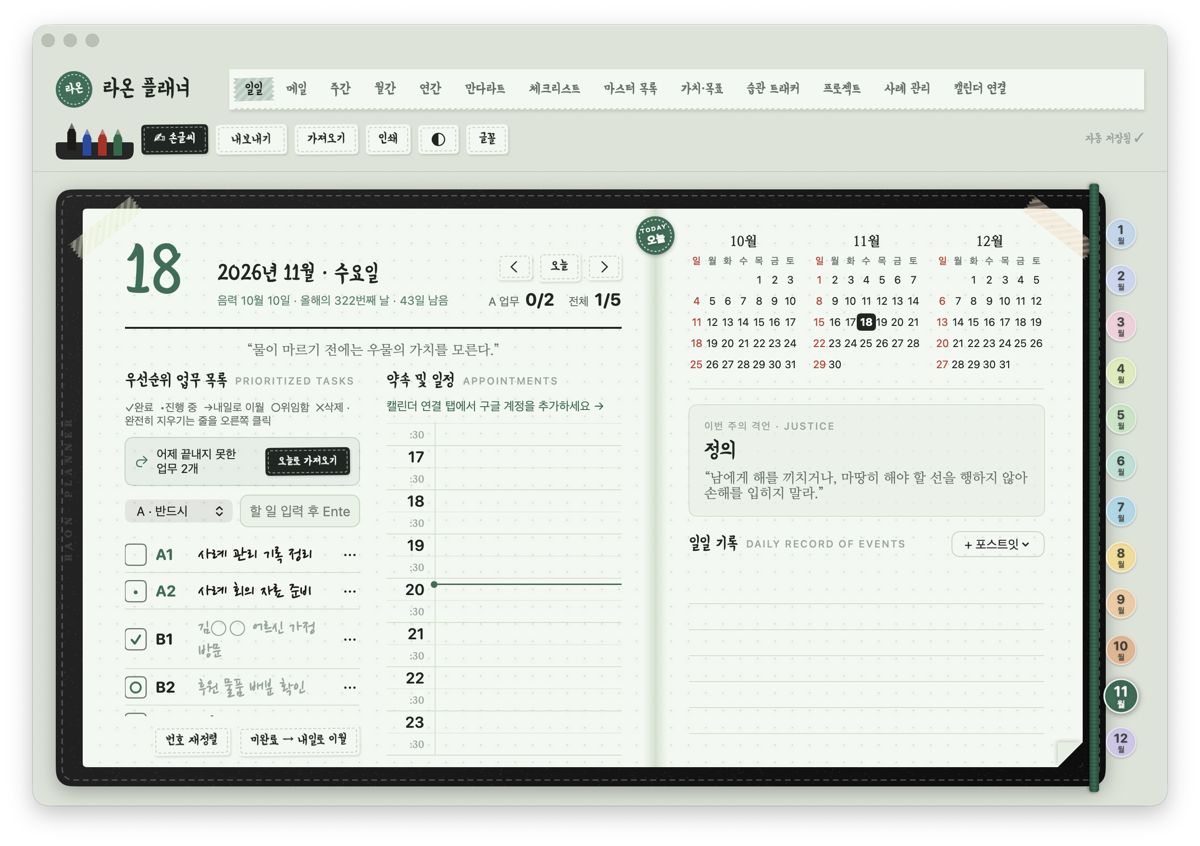 라온
라온 플래너
일일 메일 주간 월간 연간 만다라트 체크리스트 마스터 목록 가치·목표 습관 트래커 프로젝트 사례 관리 캘린더 연결
✍ 손글씨 내보내기 가져오기 인쇄 글꼴
자동 저장됨 ✓
RAON PLANNER
18
2026년 11월 · 수요일
오늘
음력 10월 10일 · 올해의 322번째 날 · 43일 남음
A 업무 0/2 전체 1/5
“물이 마르기 전에는 우물의 가치를 모른다.”
우선순위 업무 목록 PRIORITIZED TASKS
✓완료 •진행 중 →내일로 이월 ○위임함 ✕삭제 ·
완전히 지우기는 줄을 오른쪽 클릭
어제 끝내지 못한
업무 2개
오늘로 가져오기
A · 반드시
할 일 입력 후 Ente
A1 사례 관리 기록 정리 ···
A2 사례 회의 자료 준비 ···
B1 김○○ 어르신 가정
방문 ···
B2 후원 물품 배분 확인 ···
번호 재정렬
미완료 → 내일로 이월
약속 및 일정 APPOINTMENTS
캘린더 연결 탭에서 구글 계정을 추가하세요 →
:30
17
:30
18
:30
19
:30
20
:30
21
:30
22
:30
23
:30
TODAY
오늘
10월
일 월 화 수 목 금 토
1 2 3
4 5 6 7 8 9 10
11 12 13 14 15 16 17
18 19 20 21 22 23 24
25 26 27 28 29 30 31
11월
일 월 화 수 목 금 토
1 2 3 4 5 6 7
8 9 10 11 12 13 14
15 16 17 18 19 20 21
22 23 24 25 26 27 28
29 30
12월
일 월 화 수 목 금 토
1 2 3 4 5
6 7 8 9 10 11 12
13 14 15 16 17 18 19
20 21 22 23 24 25 26
27 28 29 30 31
이번 주의 격언 · JUSTICE
정의
“남에게 해를 끼치거나, 마땅히 해야 할 선을 행하지 않아
손해를 입히지 말라.”
일일 기록 DAILY RECORD OF EVENTS
+ 포스트잇
1
월
2
월
3
월
4
월
5
월
6
월
7
월
8
월
9
월
10
월
11
월
12
월